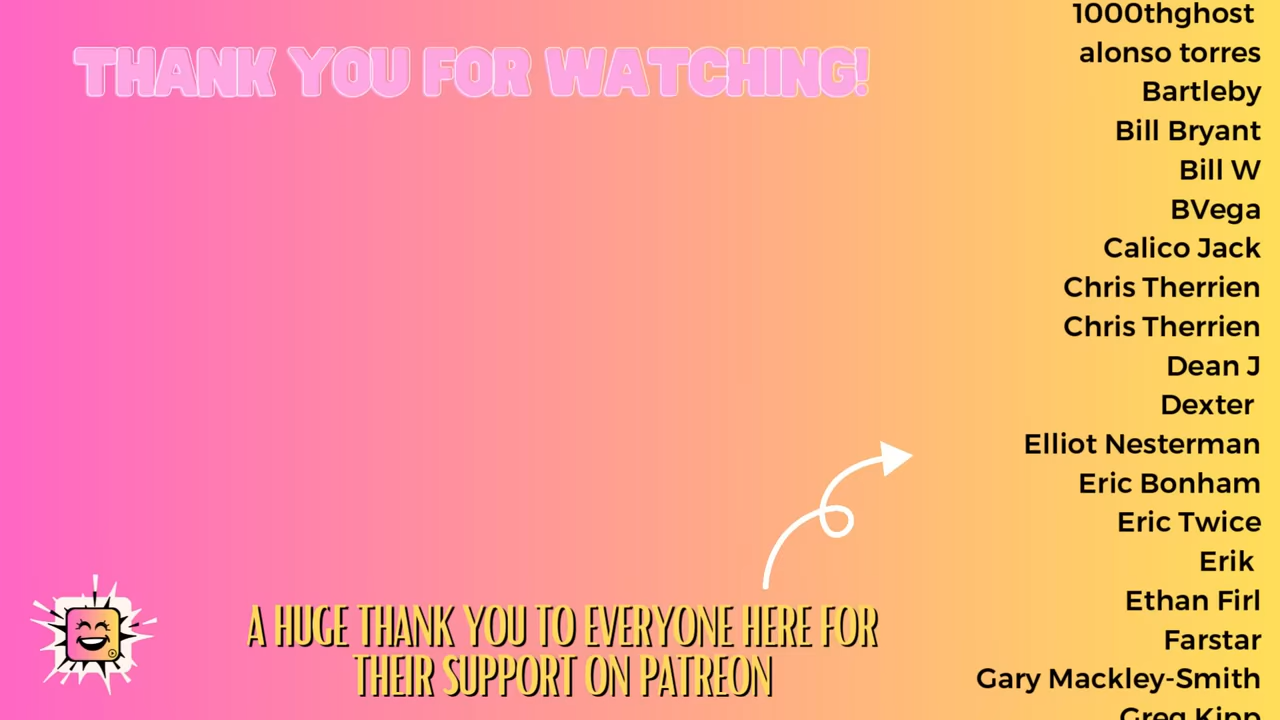 THANK YOU FOR WATCHING!
1000thghost
alonso torres
Bartleby
Bill Bryant
Bill W
BVega
Calico Jack
Chris Therrien
Chris Therrien
Dean J
Dexter
Elliot Nesterman
Eric Bonham
Eric Twice
Erik
Ethan Firl
Farstar
Gary Mackley-Smith
Greg Kipp
A HUGE THANK YOU TO EVERYONE HERE FOR
THEIR SUPPORT ON PATREON